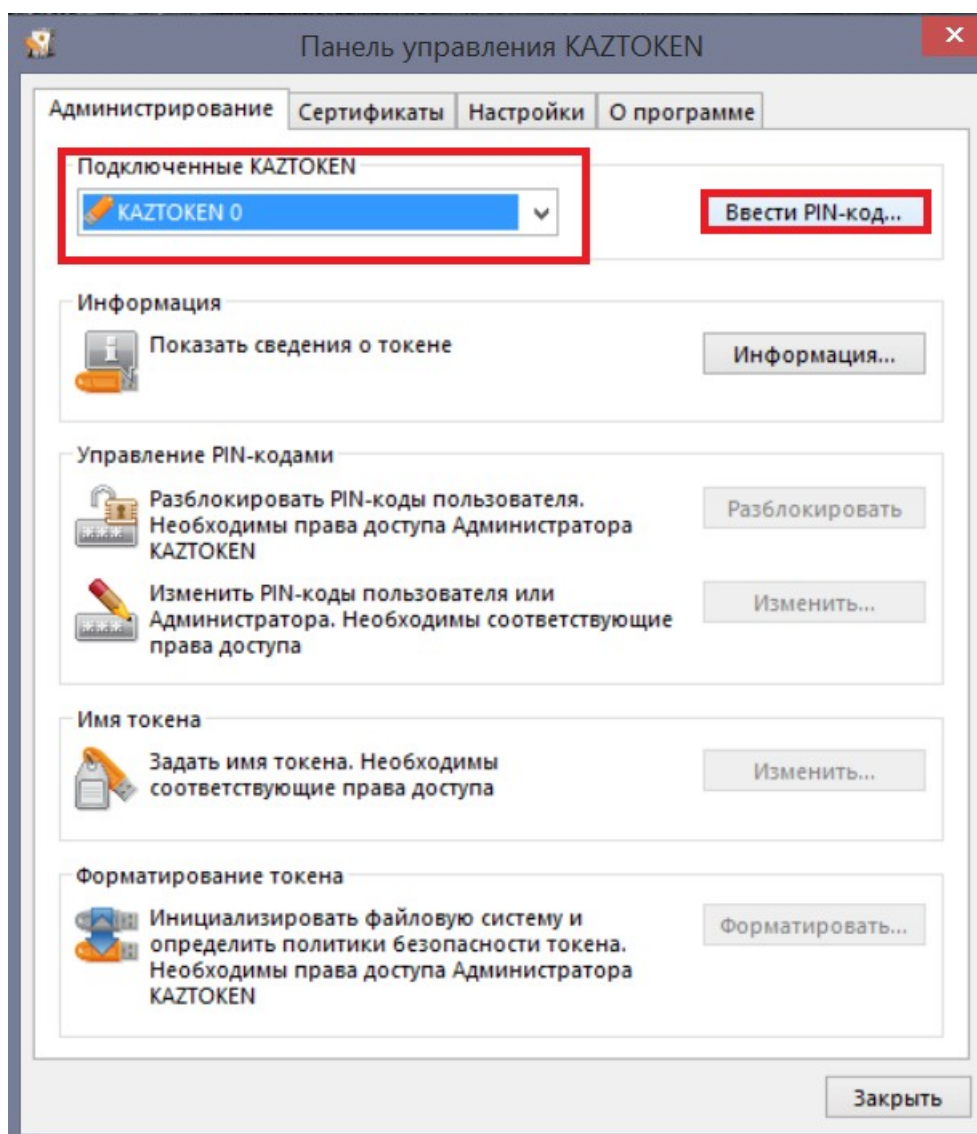 Панель управления KAZTOKEN
Администрирование Сертификаты Настройки О программе
Подключенные KAZTOKEN
KAZTOKEN 0
Ввести PIN-код...
Информация
Показать сведения о токене
Информация...
Управление PIN-кодами
Разблокировать PIN-коды пользователя.
Необходимы права доступа Администратора
KAZTOKEN
Разблокировать
Изменить PIN-коды пользователя или
Администратора. Необходимы соответствующие
права доступа
Изменить...
Имя токена
Задать имя токена. Необходимы
соответствующие права доступа
Изменить...
Форматирование токена
Инициализировать файловую систему и
определить политики безопасности токена.
Необходимы права доступа Администратора
KAZTOKEN
Форматировать...
Закрыть